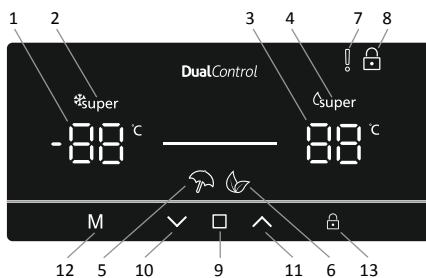 1 2 3 4 7 8
DualControl
super super
-88 °C 88 °C
M
12 5 10 9 11 6 13